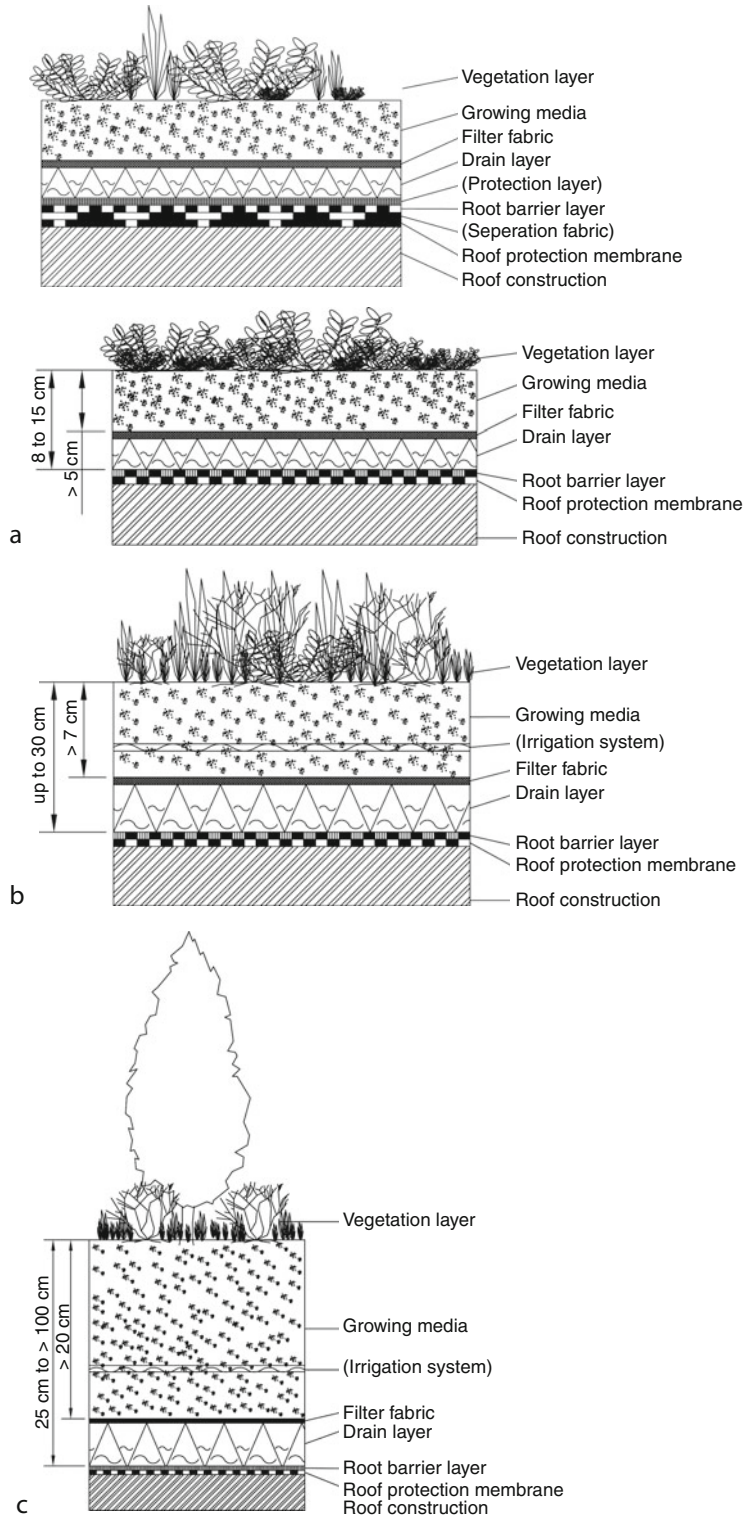 Vegetation layer
Growing media
Filter fabric
Drain layer
(Protection layer)
Root barrier layer
(Seperation fabric)
Roof protection membrane
Roof construction
8 to 15 cm
> 5 cm
Vegetation layer
Growing media
Filter fabric
Drain layer
Root barrier layer
Roof protection membrane
Roof construction
a
up to 30 cm
> 7 cm
Vegetation layer
Growing media
(Irrigation system)
Filter fabric
Drain layer
Root barrier layer
Roof protection membrane
Roof construction
b
25 cm to > 100 cm
> 20 cm
Vegetation layer
Growing media
(Irrigation system)
Filter fabric
Drain layer
Root barrier layer
Roof protection membrane
Roof construction
c